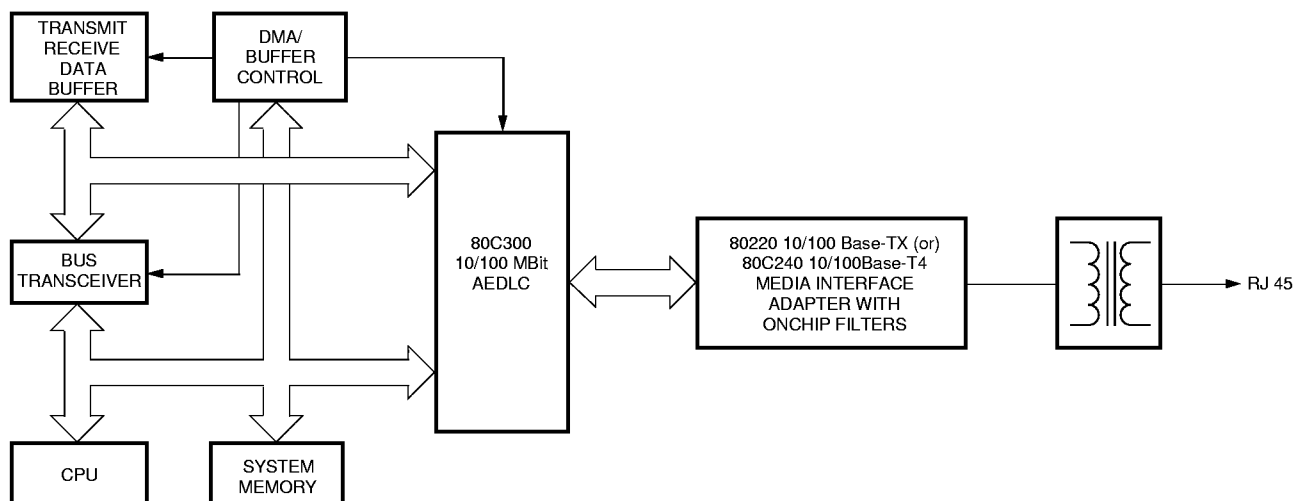 TRANSMIT
RECEIVE
DATA
BUFFER
DMA/
BUFFER
CONTROL
BUS
TRANSCEIVER
80C300
10/100 MBit
AEDLC
80220 10/100 Base-TX (or)
80C240 10/100Base-T4
MEDIA INTERFACE
ADAPTER WITH
ONCHIP FILTERS
RJ 45
CPU
SYSTEM
MEMORY